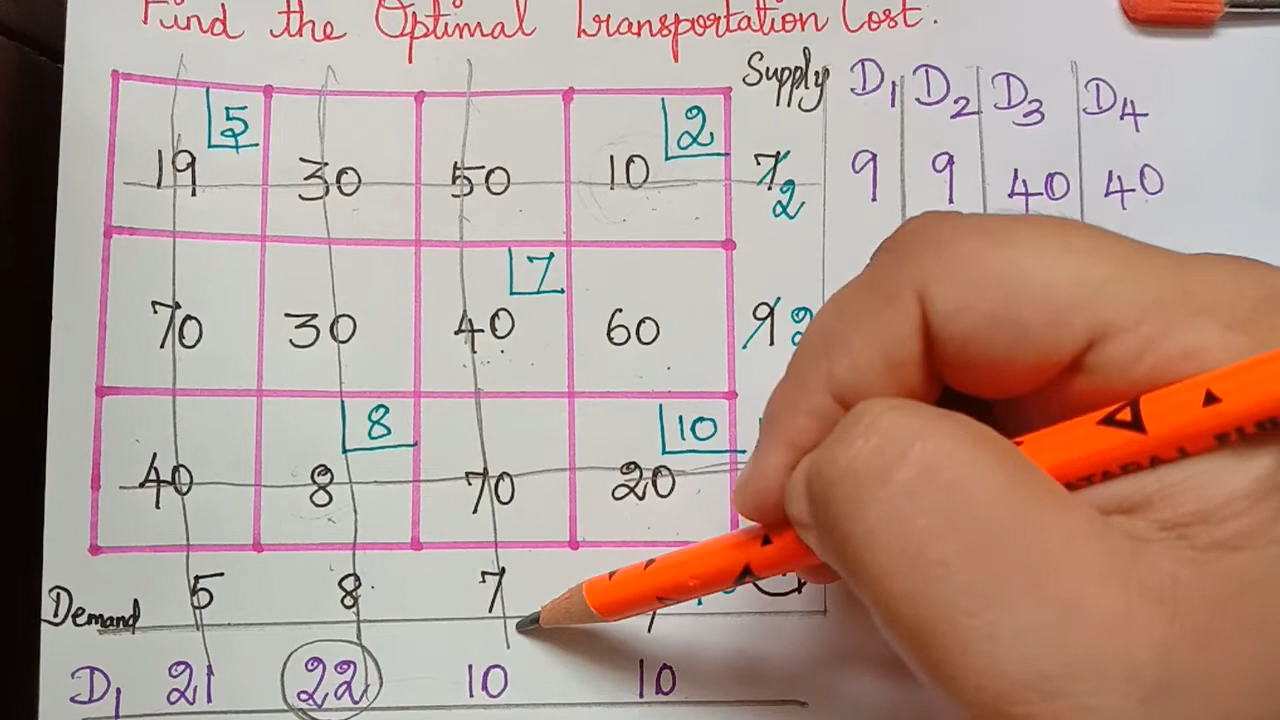 Find the Optimal Transportation Cost.
Supply D1 D2 D3 D4
19 5 30 50 10 2 7 2 9 9 40 40
70 30 40 7 60 9 2
40 8 8 70 20 10
Demand 5 8 7
D1 21 22 10 10